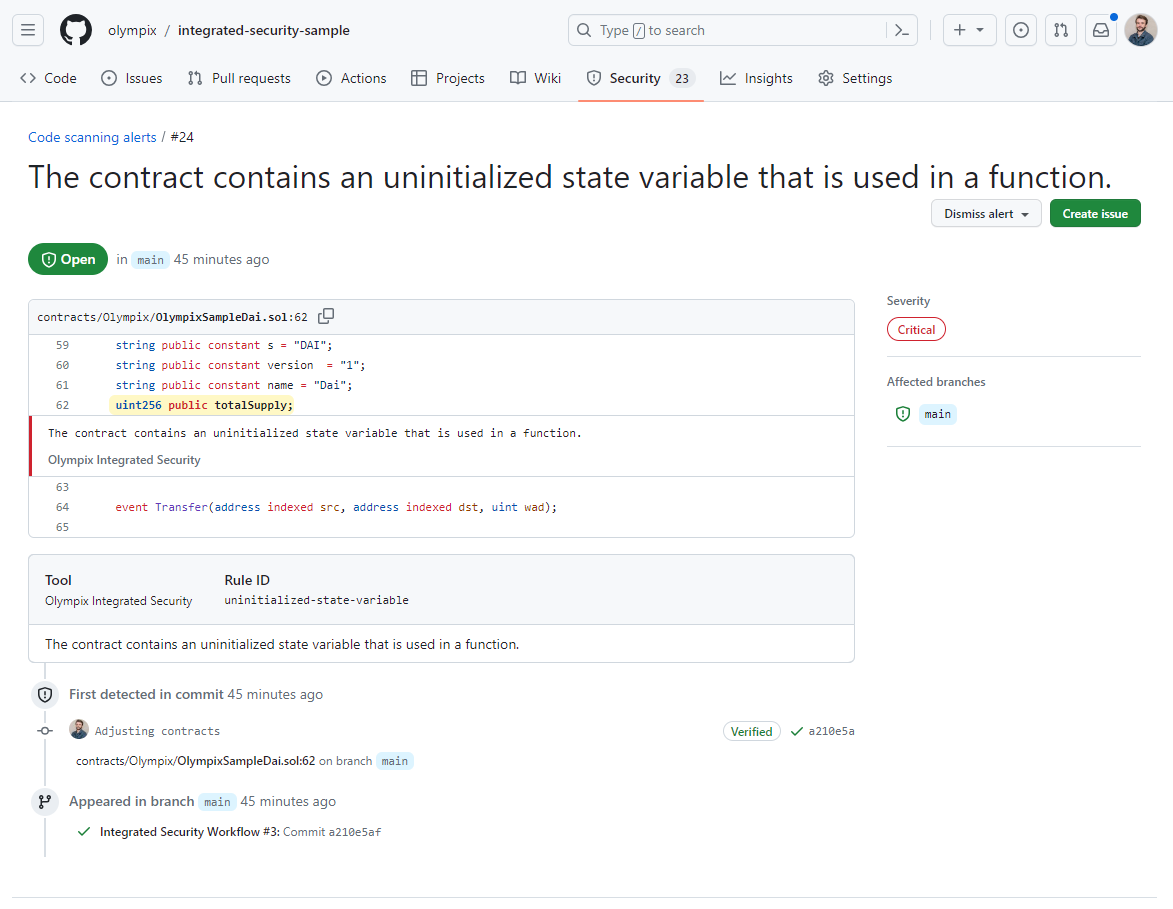 olympix / integrated-security-sample
Type / to search
Code
Issues
Pull requests
Actions
Projects
Wiki
Security 23
Insights
Settings
Code scanning alerts / #24
The contract contains an uninitialized state variable that is used in a function.
Dismiss alert
Create issue
Open in main 45 minutes ago
contracts/Olympix/OlympixSampleDai.sol:62
59 string public constant s = "DAI";
60 string public constant version  = "1";
61 string public constant name = "Dai";
62 uint256 public totalSupply;
The contract contains an uninitialized state variable that is used in a function.
Olympix Integrated Security
63
64 event Transfer(address indexed src, address indexed dst, uint wad);
65
Severity
Critical
Affected branches
main
Tool
Olympix Integrated Security
Rule ID
uninitialized-state-variable
The contract contains an uninitialized state variable that is used in a function.
First detected in commit 45 minutes ago
Adjusting contracts
Verified
a210e5a
contracts/Olympix/OlympixSampleDai.sol:62 on branch main
Appeared in branch main 45 minutes ago
Integrated Security Workflow #3: Commit a210e5af